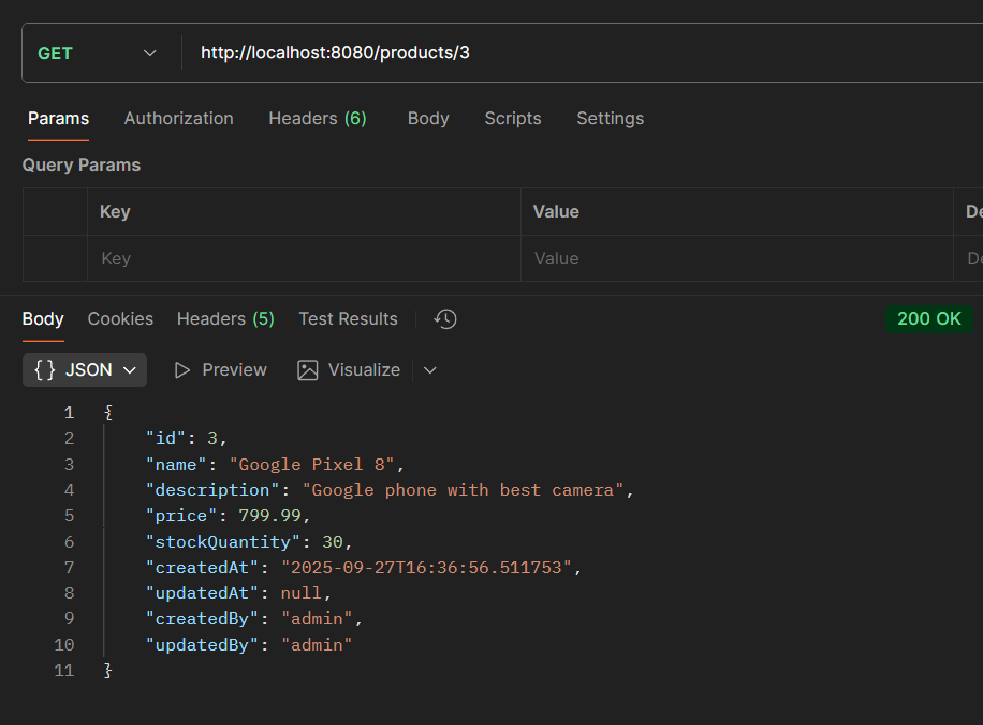 GET http://localhost:8080/products/3
Params Authorization Headers (6) Body Scripts Settings
Query Params
Key Value De
Key Value De
Body Cookies Headers (5) Test Results 200 OK
{} JSON Preview Visualize
1 {
2 "id": 3,
3 "name": "Google Pixel 8",
4 "description": "Google phone with best camera",
5 "price": 799.99,
6 "stockQuantity": 30,
7 "createdAt": "2025-09-27T16:36:56.511753",
8 "updatedAt": null,
9 "createdBy": "admin",
10 "updatedBy": "admin"
11 }